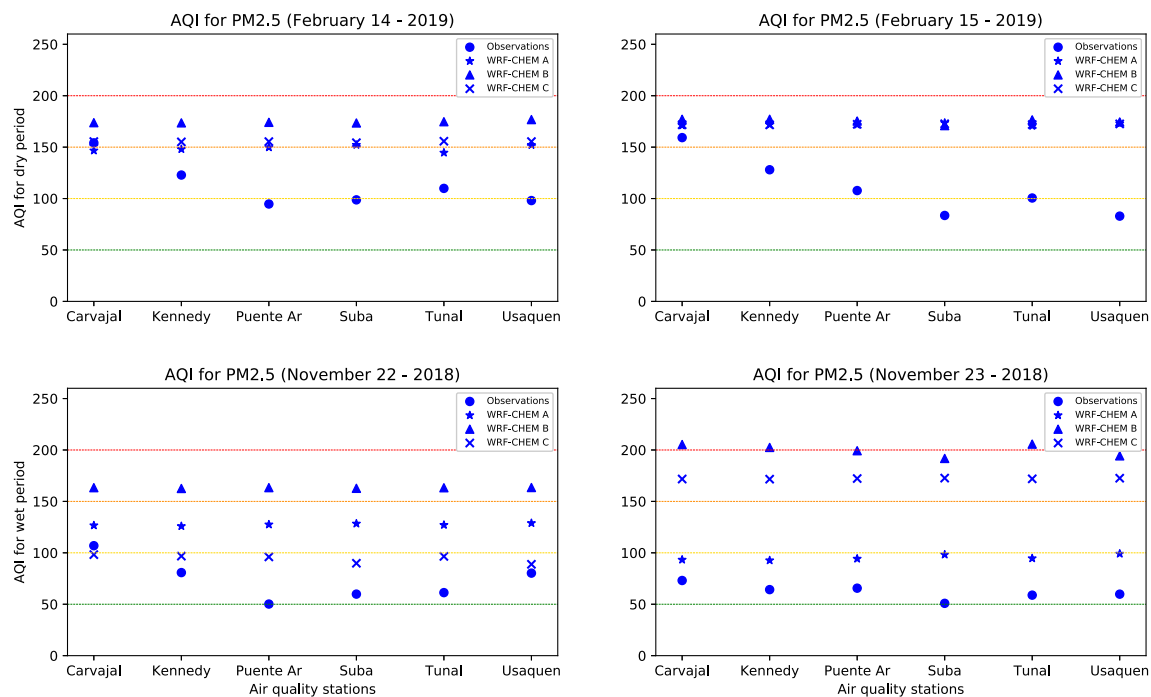 AQI for PM2.5 (February 14 - 2019)
250
200
150
100
50
0
AQI for dry period
Observations
WRF-CHEM A
WRF-CHEM B
WRF-CHEM C
Carvajal Kennedy Puente Ar Suba Tunal Usaquen
AQI for PM2.5 (February 15 - 2019)
250
200
150
100
50
0
Observations
WRF-CHEM A
WRF-CHEM B
WRF-CHEM C
Carvajal Kennedy Puente Ar Suba Tunal Usaquen
AQI for PM2.5 (November 22 - 2018)
250
200
150
100
50
0
AQI for wet period
Observations
WRF-CHEM A
WRF-CHEM B
WRF-CHEM C
Carvajal Kennedy Puente Ar Suba Tunal Usaquen
Air quality stations
AQI for PM2.5 (November 23 - 2018)
250
200
150
100
50
0
Observations
WRF-CHEM A
WRF-CHEM B
WRF-CHEM C
Carvajal Kennedy Puente Ar Suba Tunal Usaquen
Air quality stations